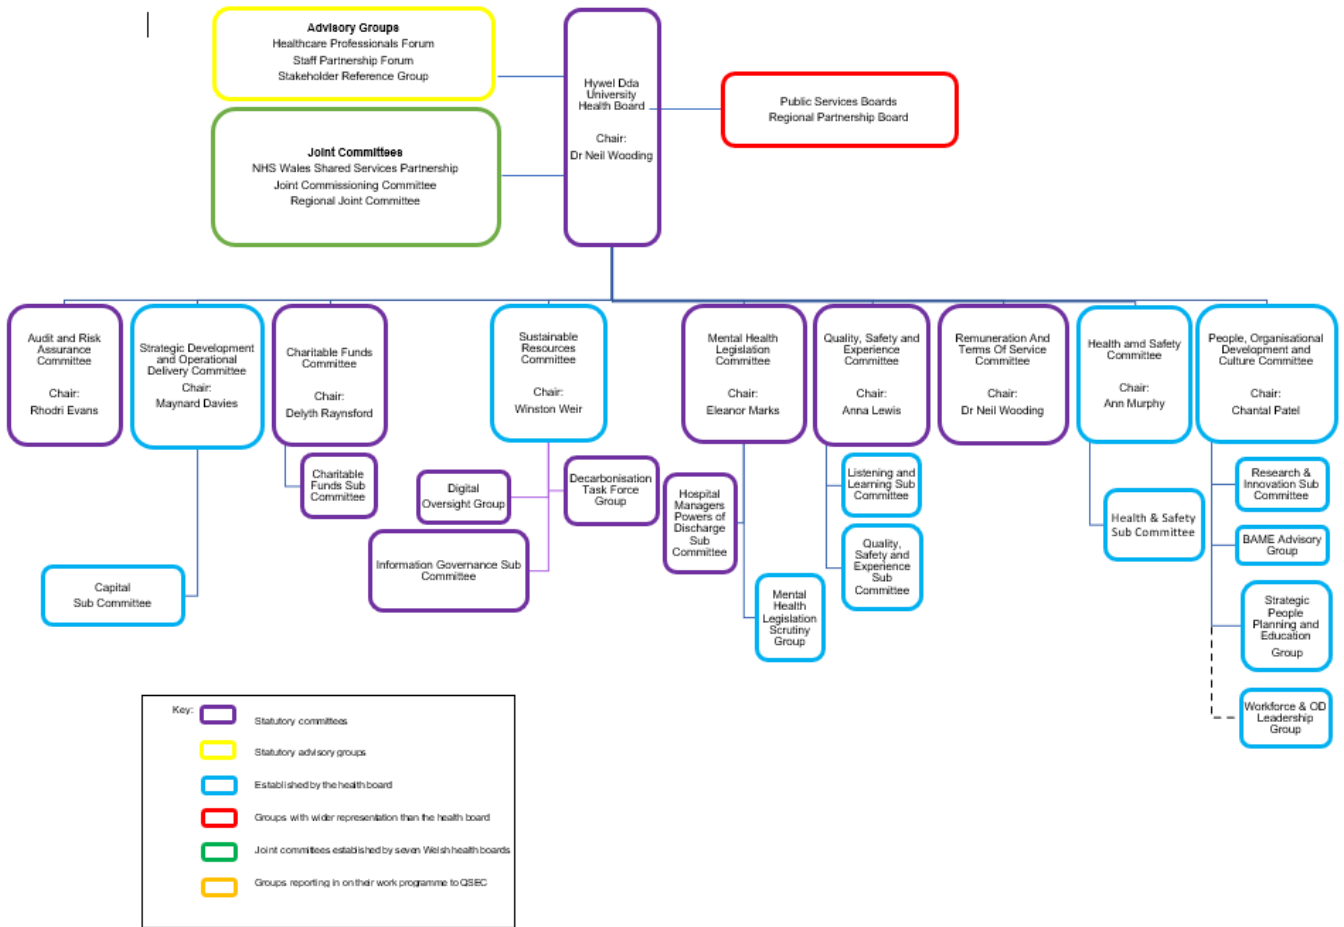 Advisory Groups
Healthcare Professionals Forum
Staff Partnership Forum
Stakeholder Reference Group
Hywel Dda
University
Health Board
Chair:
Dr Neil Wooding
Public Services Boards
Regional Partnership Board
Joint Committees
NHS Wales Shared Services Partnership
Joint Commissioning Committee
Regional Joint Committee
Audit and Risk
Assurance
Committee
Chair:
Rhodri Evans
Strategic Development
and Operational
Delivery Committee
Chair:
Maynard Davies
Charitable Funds
Committee
Chair:
Delyth Raynsford
Sustainable
Resources
Committee
Chair:
Winston Weir
Mental Health
Legislation
Committee
Chair:
Eleanor Marks
Quality, Safety and
Experience
Committee
Chair:
Anna Lewis
Remuneration And
Terms Of Service
Committee
Chair:
Dr Neil Wooding
Health amd Safety
Committee
Chair:
Ann Murphy
People, Organisational
Development and
Culture Committee
Chair:
Chantal Patel
Capital
Sub Committee
Charitable
Funds Sub
Committee
Digital
Oversight Group
Decarbonisation
Task Force
Group
Information Governance Sub
Committee
Hospital
Managers
Powers of
Discharge
Sub
Committee
Mental
Health
Legislation
Scrutiny
Group
Listening and
Learning Sub
Committee
Quality,
Safety and
Experience
Sub
Committee
Health & Safety
Sub Committee
Research &
Innovation Sub
Committee
BAME Advisory
Group
Strategic
People
Planning and
Education
Group
Workforce & OD
Leadership
Group
Key:
Statutory committees
Statutory advisory groups
Established by the health board
Groups with wider representation than the health board
Joint committees established by seven Welsh health boards
Groups reporting in on their work programme to QSEC